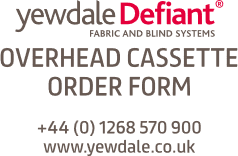 yewdale Defiant®
FABRIC AND BLIND SYSTEMS
OVERHEAD CASSETTE
ORDER FORM
+44 (0) 1268 570 900
www.yewdale.co.uk